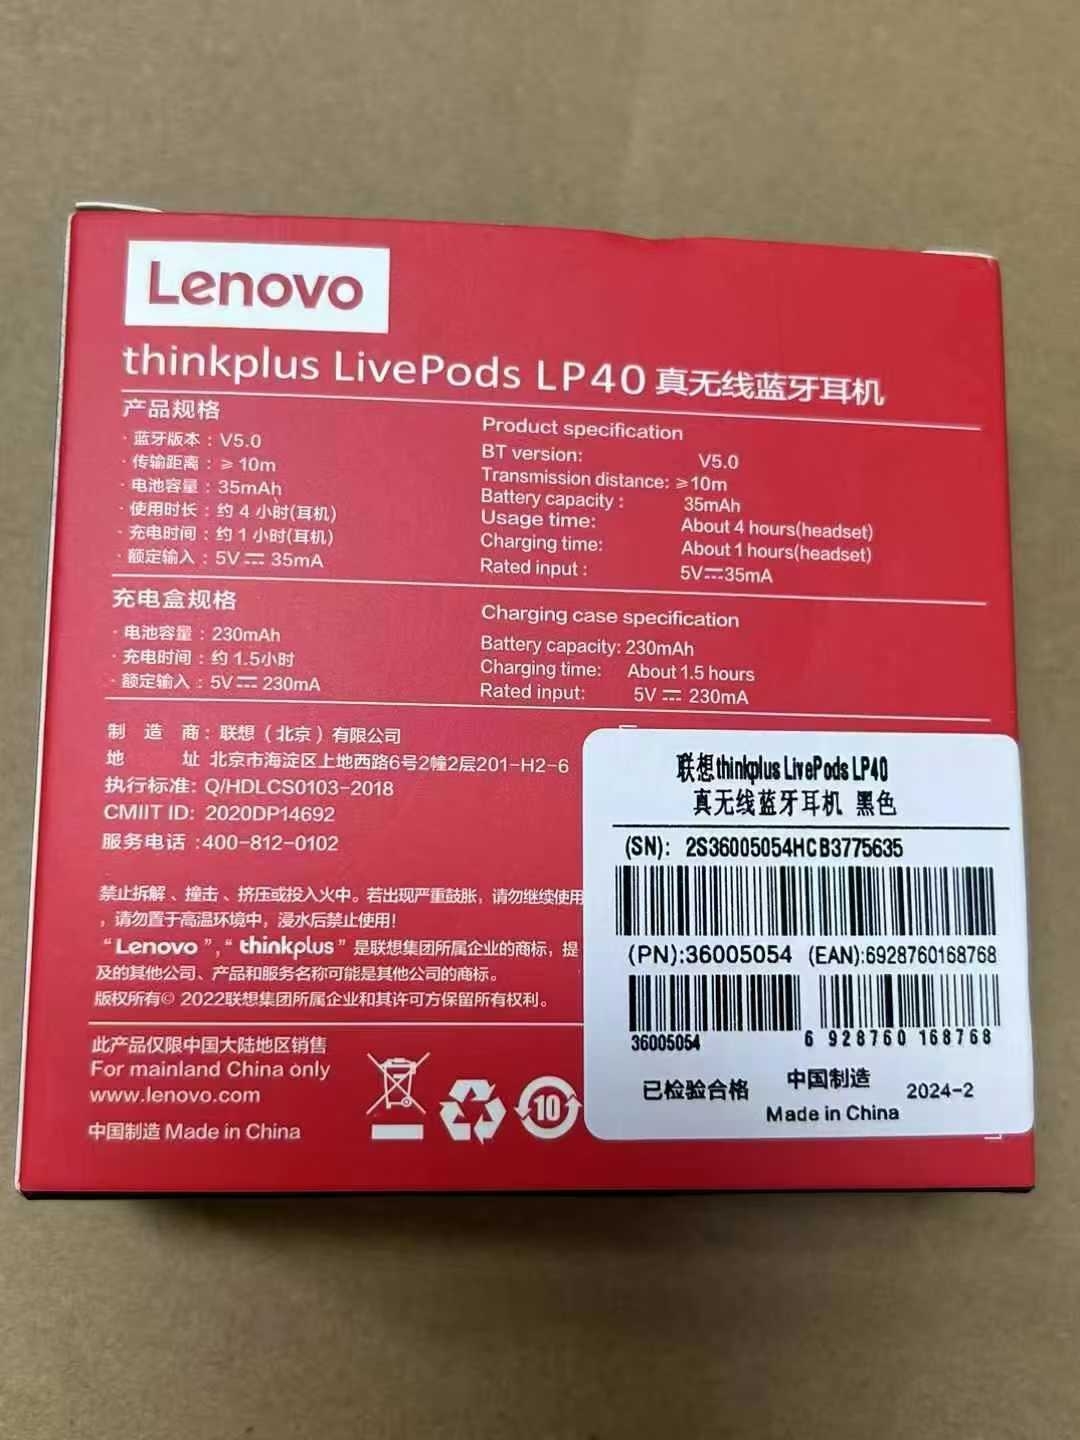 Lenovo
thinkplus LivePods LP40 真无线蓝牙耳机
产品规格
· 蓝牙版本：V5.0
· 传输距离：≥10m
· 电池容量：35mAh
· 使用时长：约 4 小时(耳机)
· 充电时间：约 1 小时(耳机)
· 额定输入：5V⎓35mA
Product specification
BT version: V5.0
Transmission distance: ≥10m
Battery capacity : 35mAh
Usage time: About 4 hours(headset)
Charging time: About 1 hours(headset)
Rated input : 5V⎓35mA
充电盒规格
· 电池容量：230mAh
· 充电时间：约 1.5小时
· 额定输入：5V⎓230mA
Charging case specification
Battery capacity: 230mAh
Charging time: About 1.5 hours
Rated input: 5V⎓230mA
制造商：联想（北京）有限公司
地址 北京市海淀区上地西路6号2幢2层201-H2-6
执行标准: Q/HDLCS0103-2018
CMIIT ID: 2020DP14692
服务电话 :400-812-0102
禁止拆解、撞击、挤压或投入火中。若出现严重鼓胀，请勿继续使用
，请勿置于高温环境中，浸水后禁止使用！
“Lenovo”，“thinkplus”是联想集团所属企业的商标，提
及的其他公司、产品和服务名称可能是其他公司的商标。
版权所有© 2022联想集团所属企业和其许可方保留所有权利。
此产品仅限中国大陆地区销售
For mainland China only
www.lenovo.com
中国制造 Made in China
10
联想thinkplus LivePods LP40
真无线蓝牙耳机 黑色
(SN): 2S36005054HCB3775635
(PN):36005054 (EAN):6928760168768
36005054 6 928760 168768
已检验合格 中国制造 2024-2
Made in China